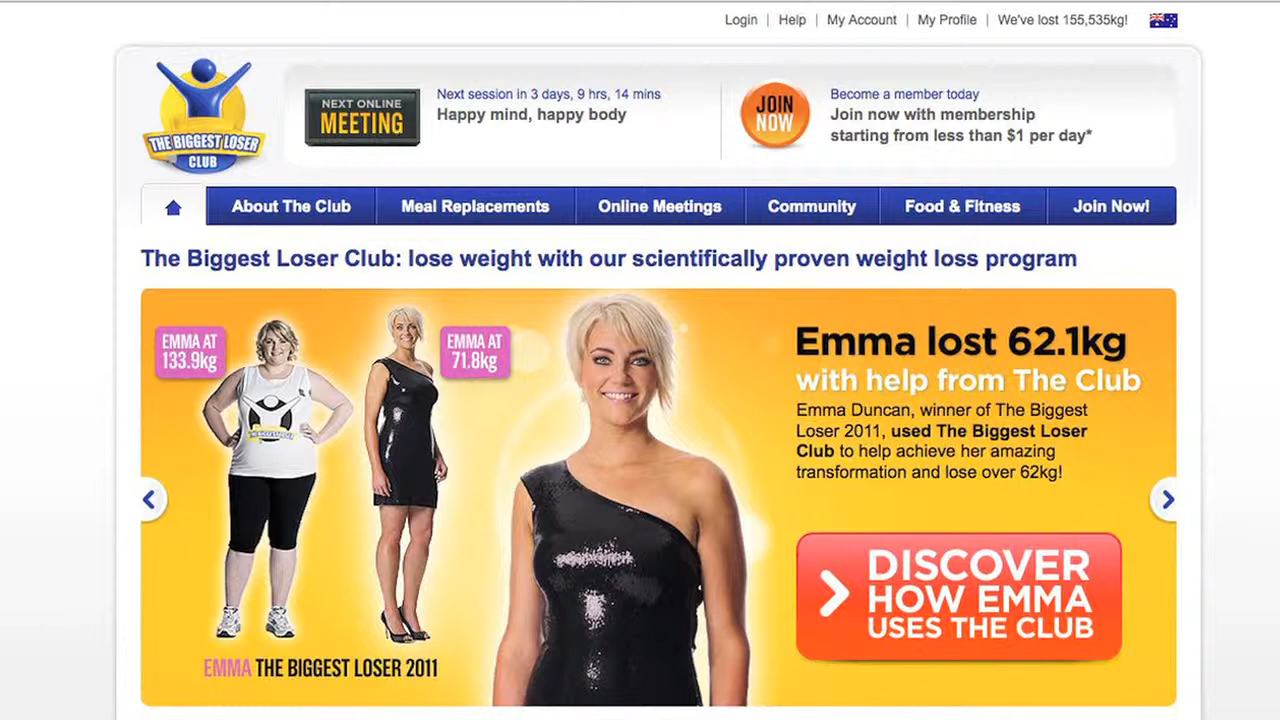 Login | Help | My Account | My Profile | We've lost 155,535kg!
THE BIGGEST LOSER
CLUB
NEXT ONLINE
MEETING
Next session in 3 days, 9 hrs, 14 mins
Happy mind, happy body
JOIN
NOW
Become a member today
Join now with membership
starting from less than $1 per day*
About The Club
Meal Replacements
Online Meetings
Community
Food & Fitness
Join Now!
The Biggest Loser Club: lose weight with our scientifically proven weight loss program
EMMA AT
133.9kg
EMMA AT
71.8kg
THE BIGGEST LOSER
EMMA THE BIGGEST LOSER 2011
Emma lost 62.1kg
with help from The Club
Emma Duncan, winner of The Biggest
Loser 2011, used The Biggest Loser
Club to help achieve her amazing
transformation and lose over 62kg!
DISCOVER
HOW EMMA
USES THE CLUB